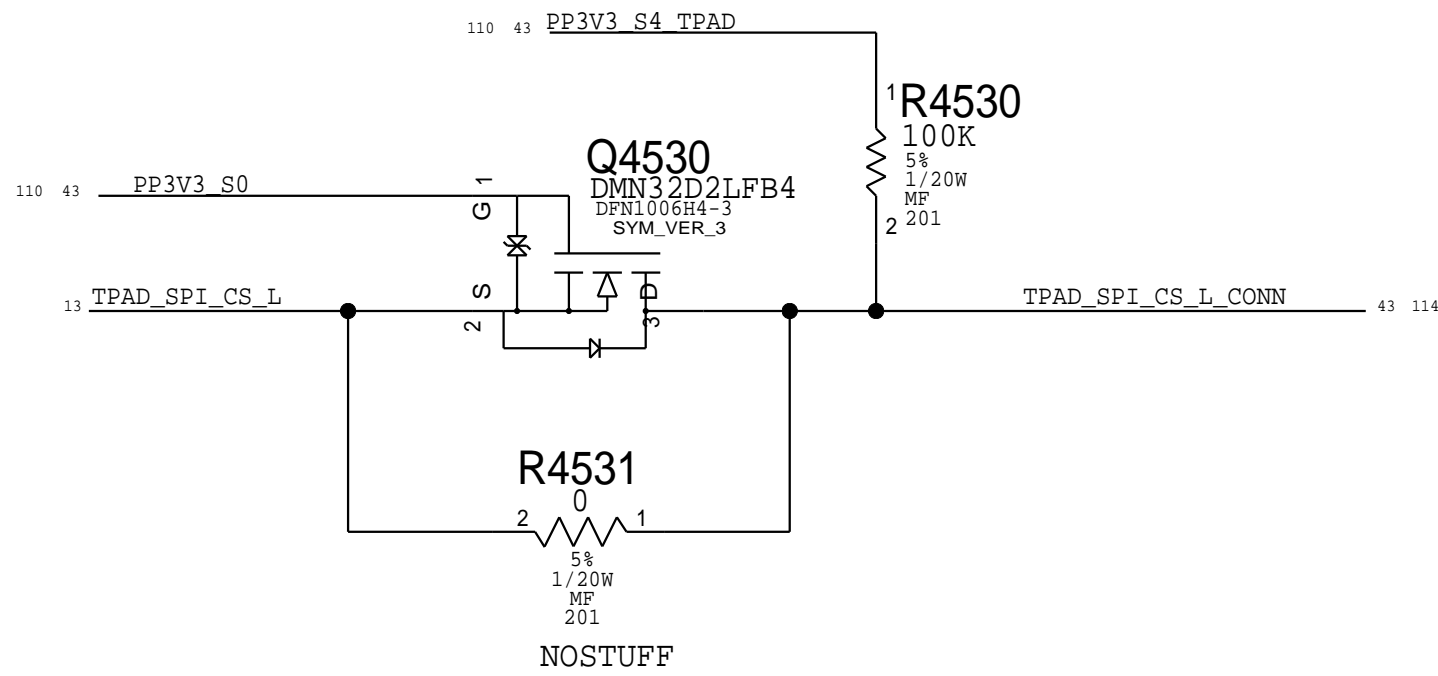 110 43 PP3V3_S4_TPAD
1 R4530
100K
5%
1/20W
MF
2 201
Q4530
DMN32D2LFB4
DFN1006H4-3
SYM_VER_3
110 43 PP3V3_S0
1
G
S
D
2
3
13 TPAD_SPI_CS_L
TPAD_SPI_CS_L_CONN 43 114
R4531
0
2 1
5%
1/20W
MF
201
NOSTUFF